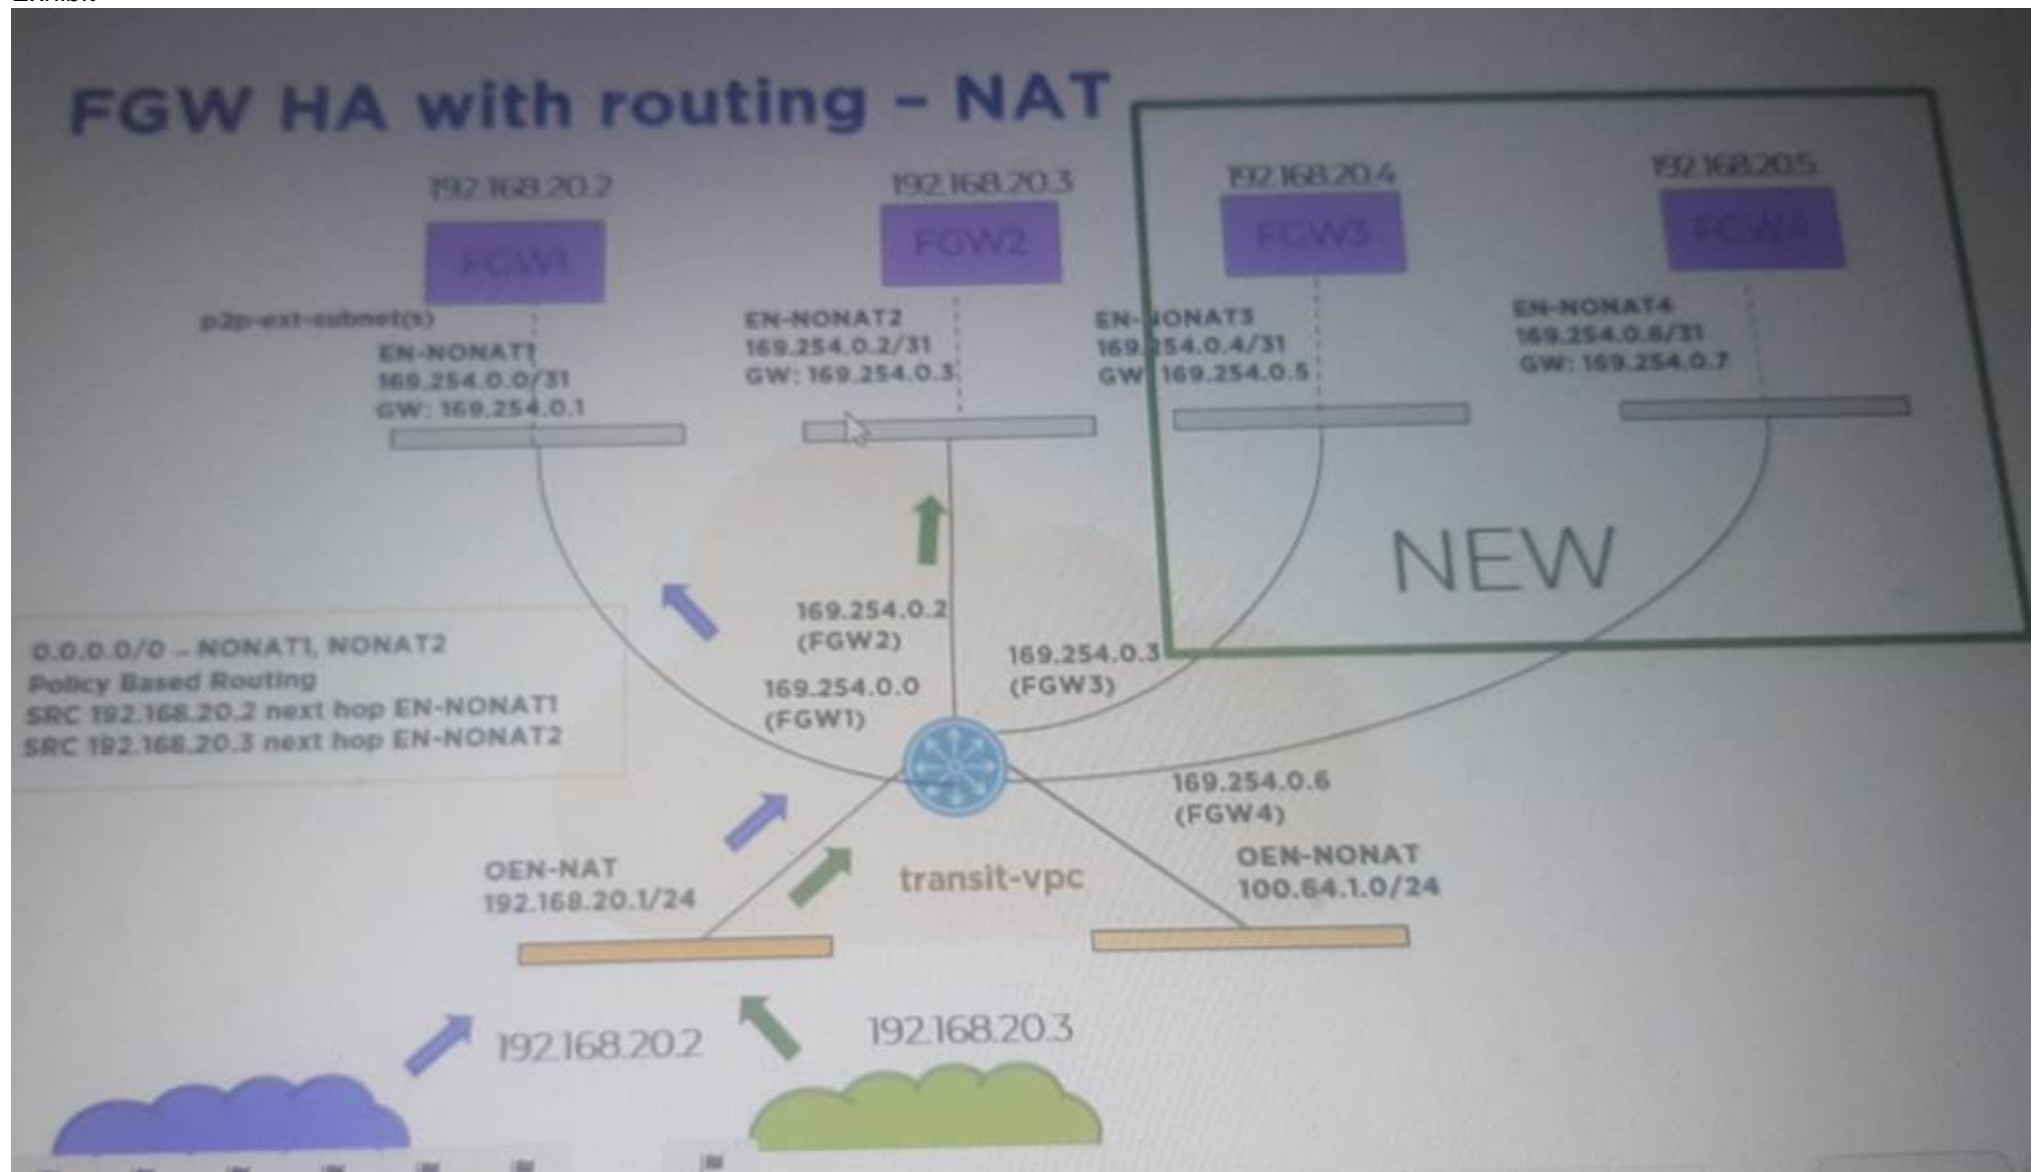 Exhibit
FGW HA with routing – NAT
192.168.20.2
192.168.20.3
192.168.20.4
192.168.20.5
FGW1
FGW2
FGW3
FGW4
p2p-ext-subnet(s)
EN-NONAT1
169.254.0.0/31
GW: 169.254.0.1
EN-NONAT2
169.254.0.2/31
GW: 169.254.0.3
EN-NONAT3
169.254.0.4/31
GW: 169.254.0.5
EN-NONAT4
169.254.0.6/31
GW: 169.254.0.7
NEW
0.0.0.0/0 – NONAT1, NONAT2
Policy Based Routing
SRC 192.168.20.2 next hop EN-NONAT1
SRC 192.168.20.3 next hop EN-NONAT2
169.254.0.2
(FGW2)
169.254.0.0
(FGW1)
169.254.0.3
(FGW3)
169.254.0.6
(FGW4)
OEN-NAT
192.168.20.1/24
transit-vpc
OEN-NONAT
100.64.1.0/24
192.168.20.2
192.168.20.3